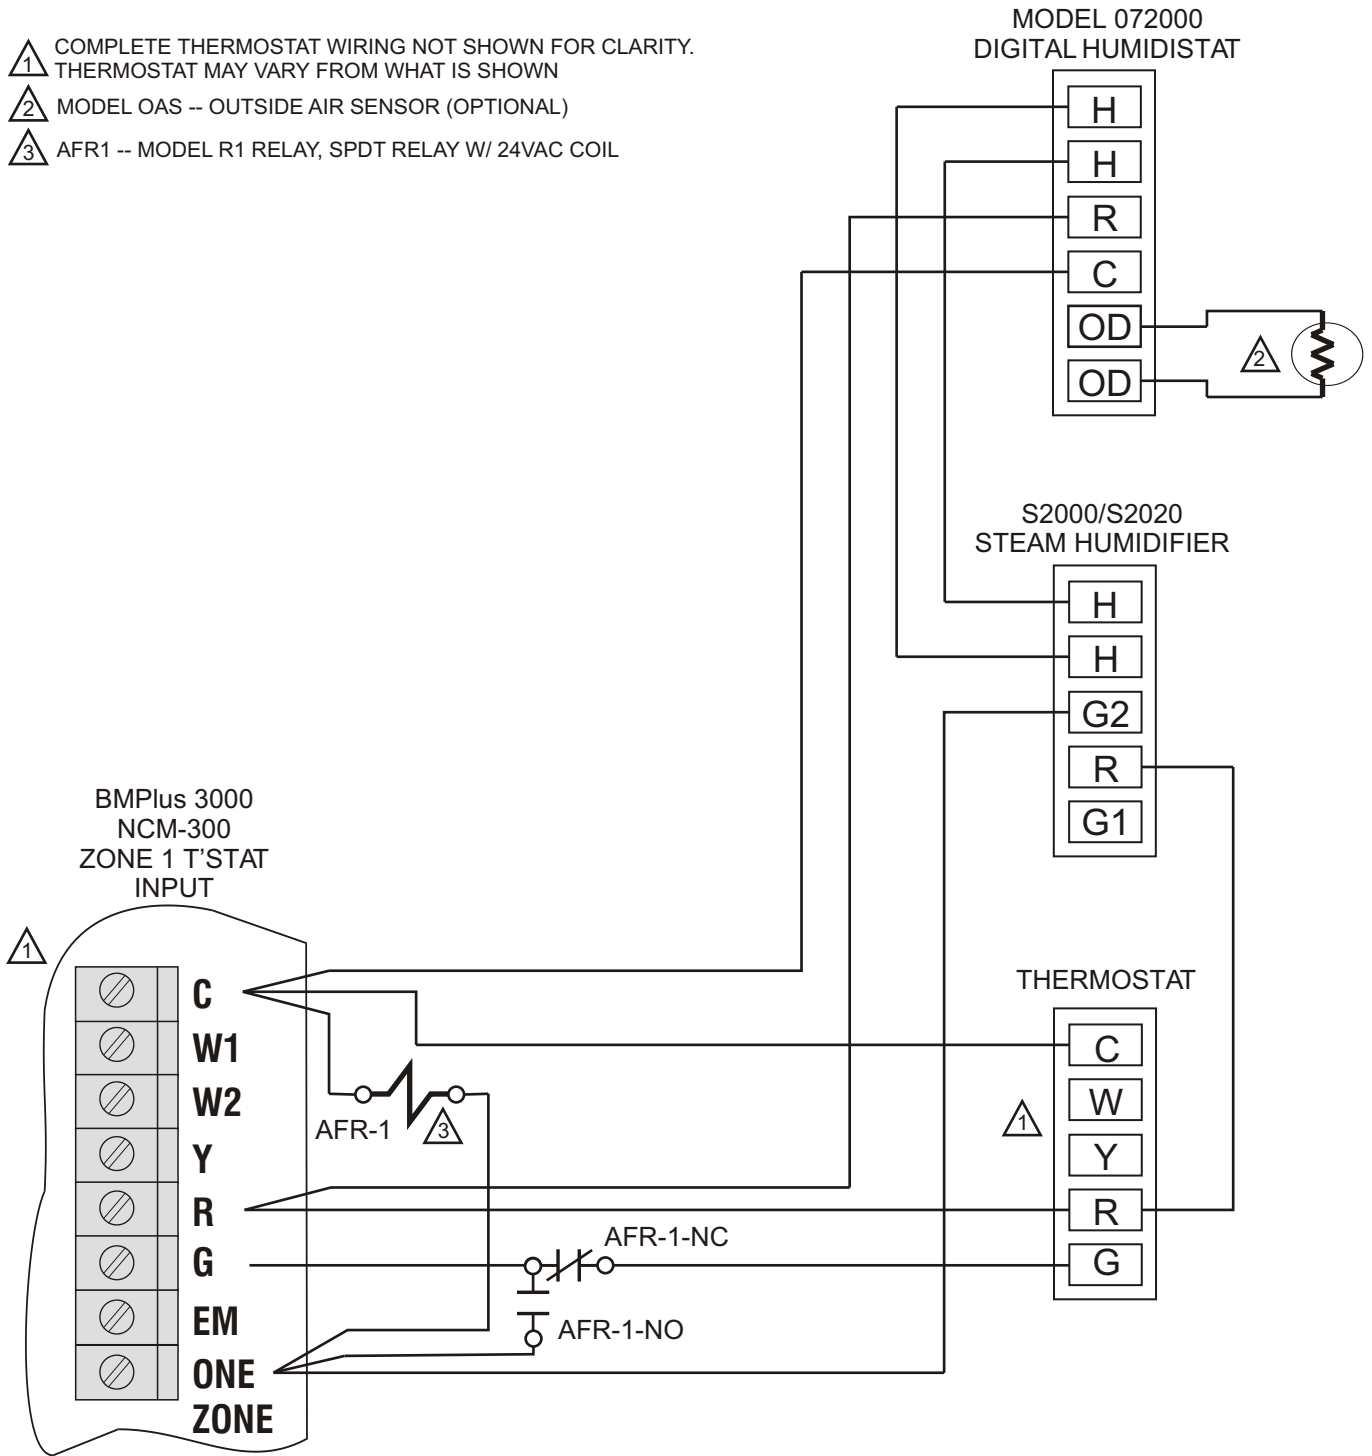 1 COMPLETE THERMOSTAT WIRING NOT SHOWN FOR CLARITY.
THERMOSTAT MAY VARY FROM WHAT IS SHOWN
2 MODEL OAS -- OUTSIDE AIR SENSOR (OPTIONAL)
3 AFR1 -- MODEL R1 RELAY, SPDT RELAY W/ 24VAC COIL
MODEL 072000
DIGITAL HUMIDISTAT
H
H
R
C
OD
OD
2
S2000/S2020
STEAM HUMIDIFIER
H
H
G2
R
G1
BMPlus 3000
NCM-300
ZONE 1 T'STAT
INPUT
1
C
W1
W2
Y
R
G
EM
ONE
ZONE
AFR-1
3
AFR-1-NC
AFR-1-NO
THERMOSTAT
1
C
W
Y
R
G